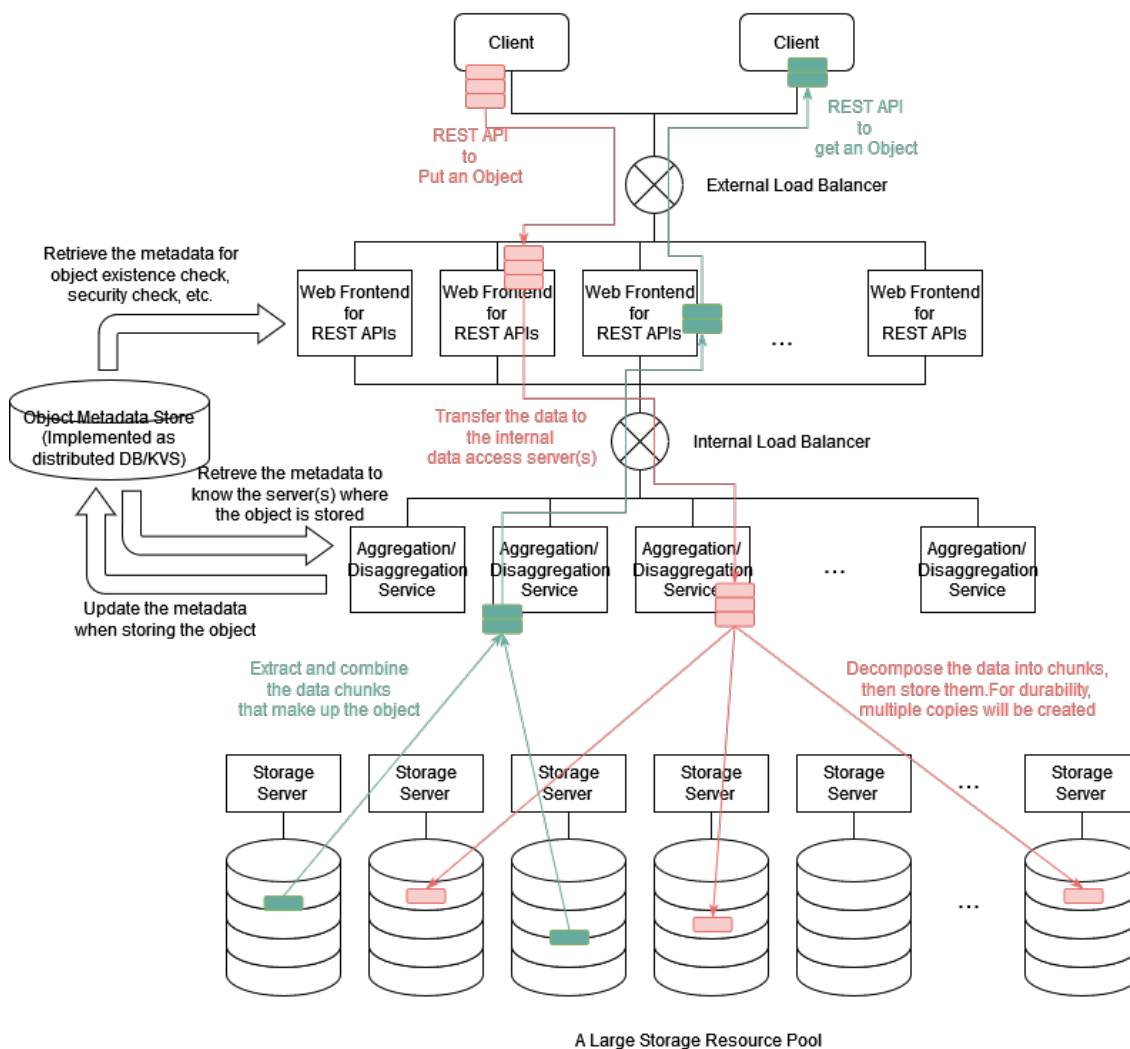 Client
Client
REST API
to
Put an Object
REST API
to
get an Object
External Load Balancer
Retrieve the metadata for
object existence check,
security check, etc.
Web Frontend
for
REST APIs
Web Frontend
for
REST APIs
Web Frontend
for
REST APIs
...
Web Frontend
for
REST APIs
Object Metadata Store
(Implemented as
distributed DB/KVS)
Transfer the data to
the internal
data access server(s)
Internal Load Balancer
Retreve the metadata to
know the server(s) where
the object is stored
Aggregation/
Disaggregation
Service
Aggregation/
Disaggregation
Service
Aggregation/
Disaggregation
Service
...
Aggregation/
Disaggregation
Service
Update the metadata
when storing the object
Extract and combine
the data chunks
that make up the object
Decompose the data into chunks,
then store them.For durability,
multiple copies will be created
Storage
Server
Storage
Server
Storage
Server
Storage
Server
Storage
Server
...
Storage
Server
...
A Large Storage Resource Pool